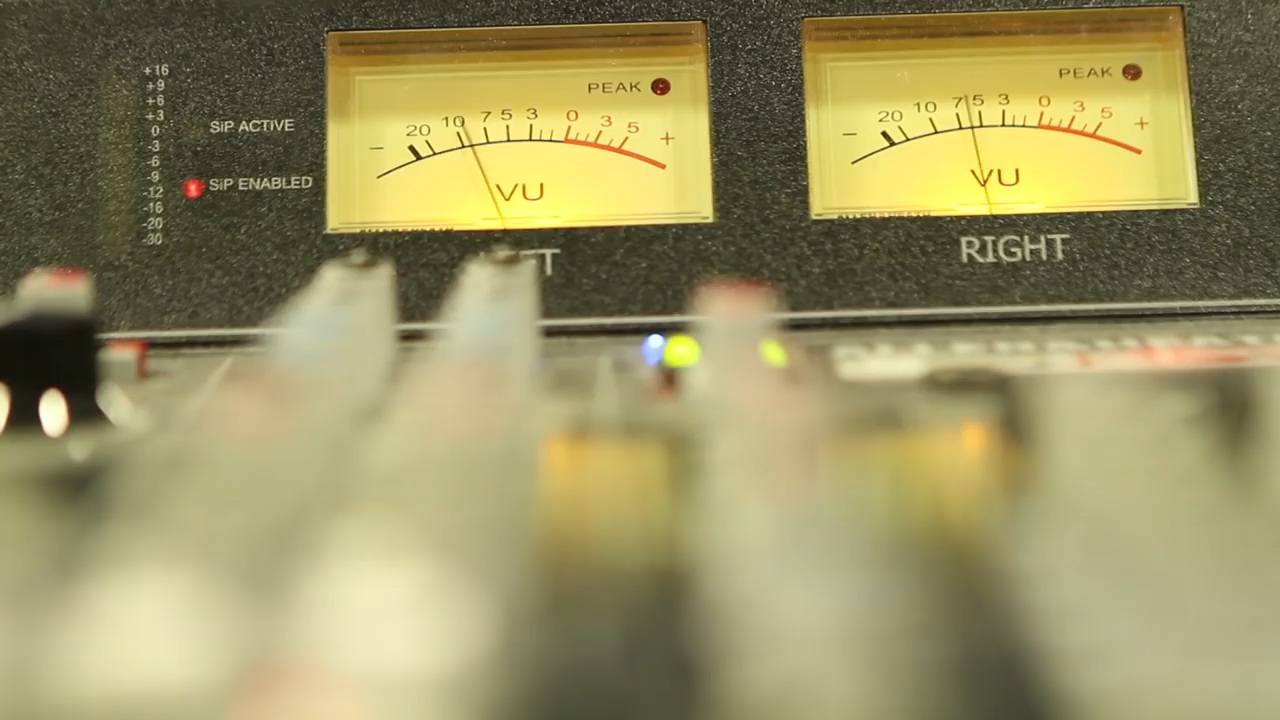 +16
+9
+6
+3
0
-3
-6
-9
-12
-16
-20
-30
SiP ACTIVE
SiP ENABLED
PEAK
- 20 10 7 5 3 0 3 5 +
VU
PEAK
- 20 10 7 5 3 0 3 5 +
VU
RIGHT